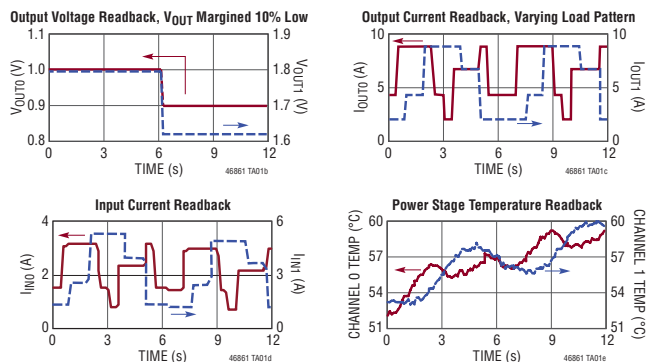 Output Voltage Readback, VOUT Margined 10% Low
1.1
1.0
0.9
0.8
VOUT0 (V)
1.9
1.8
1.7
1.6
VOUT1 (V)
0 3 6 9 12
TIME (s)
46861 TA01b
Output Current Readback, Varying Load Pattern
10
5
0
IOUT0 (A)
10
5
0
IOUT1 (A)
0 3 6 9 12
TIME (s)
46861 TA01c
Input Current Readback
4
2
0
IIN0 (A)
6
3
0
IIN1 (A)
0 3 6 9 12
TIME (s)
46861 TA01d
Power Stage Temperature Readback
60
57
54
51
CHANNEL 0 TEMP (°C)
60
57
54
51
CHANNEL 1 TEMP (°C)
0 3 6 9 12
TIME (s)
46861 TA01e